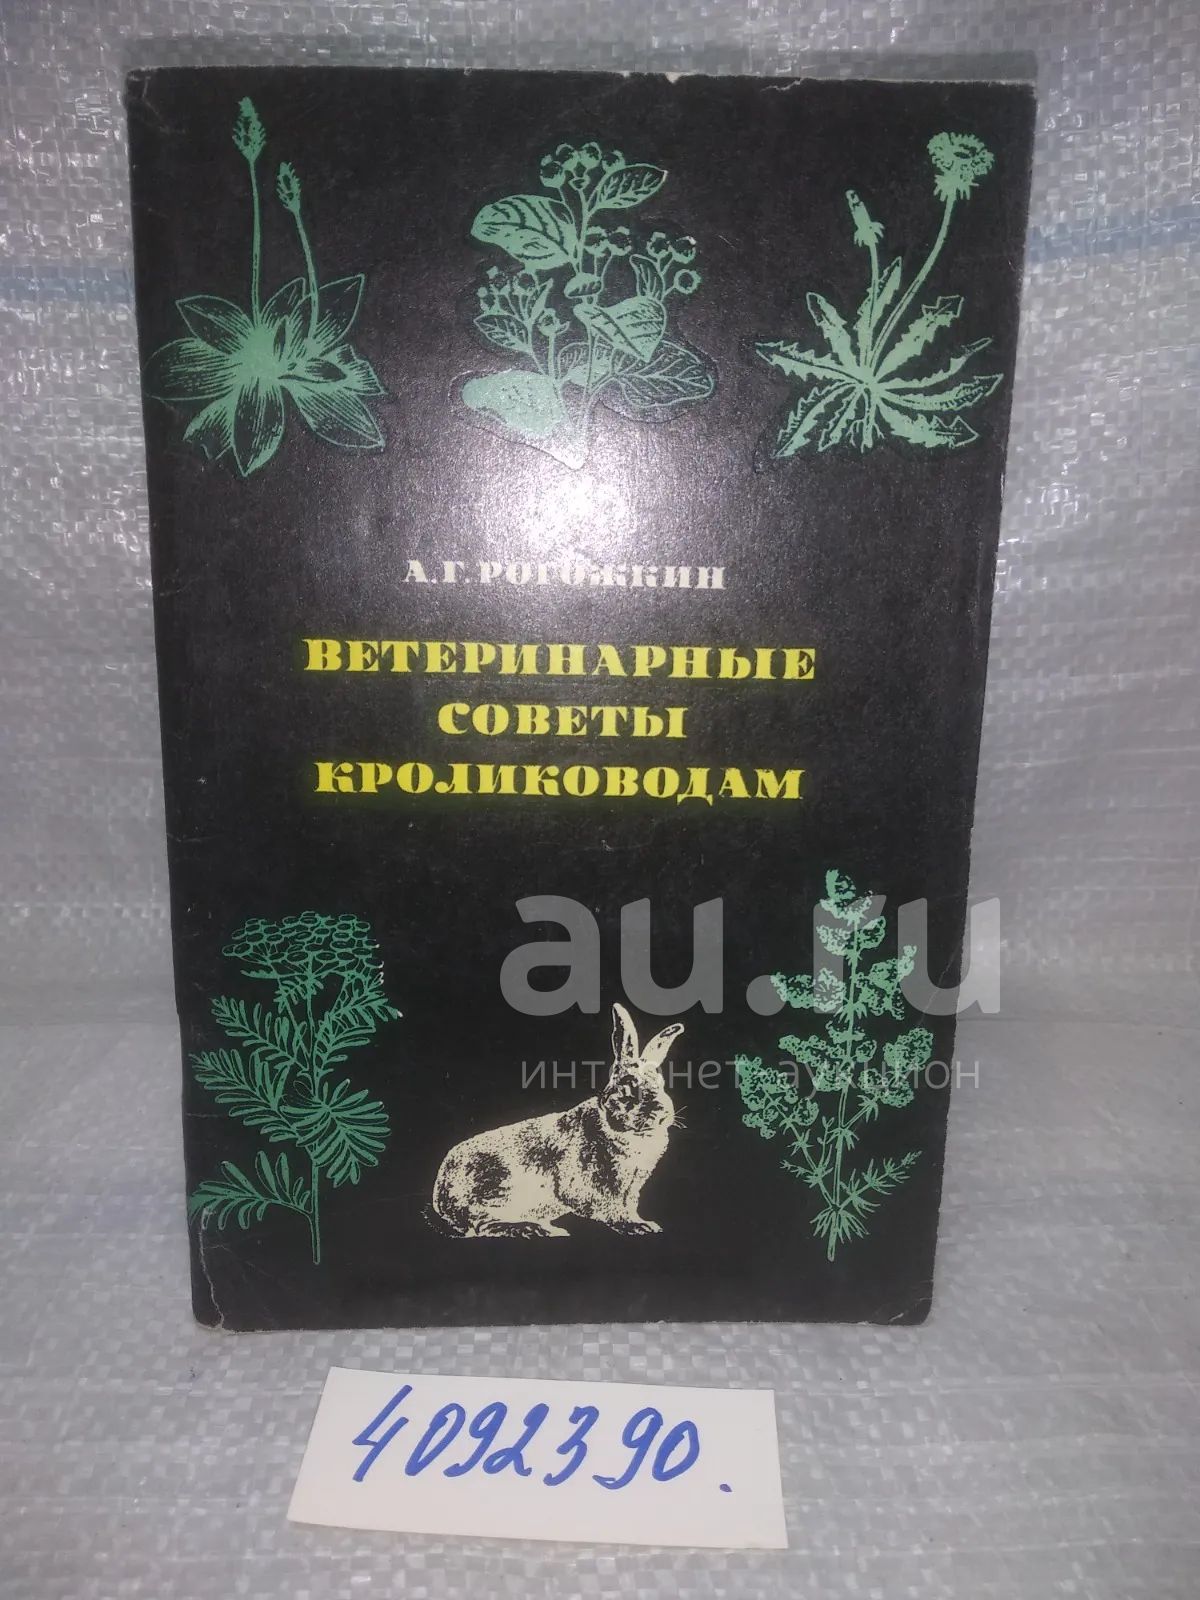 А.Г. РОГОЖКИН
ВЕТЕРИНАРНЫЕ
СОВЕТЫ
КРОЛИКОВОДАМ
au.ru
интернет-аукцион
4092390.